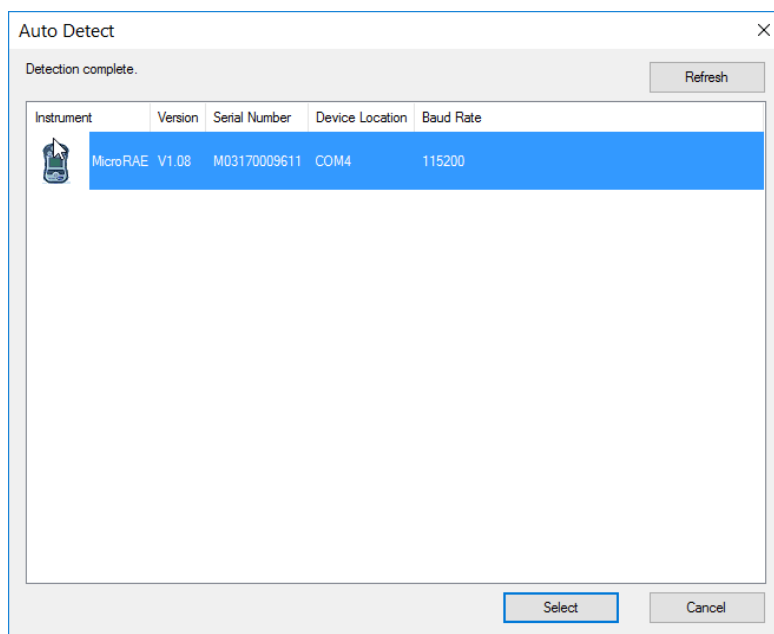 Auto Detect
Detection complete.
Refresh
Instrument Version Serial Number Device Location Baud Rate
MicroRAE V1.08 M03170009611 COM4 115200
Select Cancel